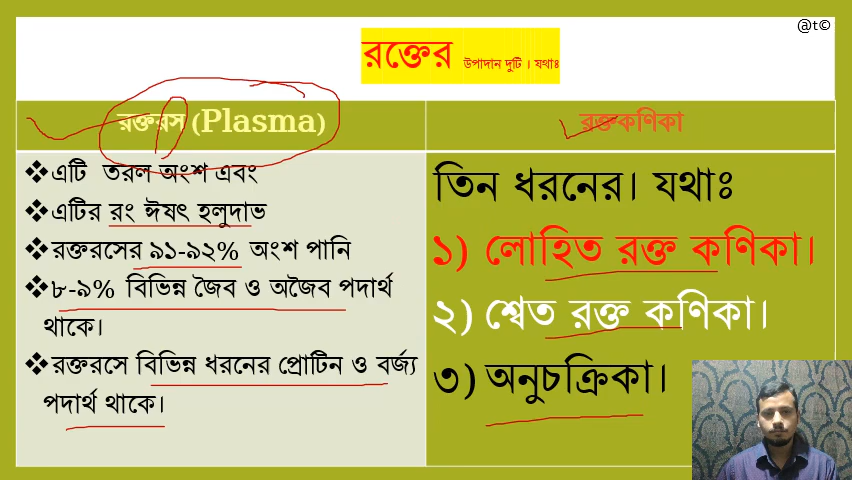 @t©
রক্তের উপাদান দুটি । যথাঃ
রক্তরস (Plasma)
❖এটি তরল অংশ এবং
❖এটির রং ঈষৎ হলুদাভ
❖রক্তরসের ৯১-৯২% অংশ পানি
❖৮-৯% বিভিন্ন জৈব ও অজৈব পদার্থ
থাকে।
❖রক্তরসে বিভিন্ন ধরনের প্রোটিন ও বর্জ্য
পদার্থ থাকে।
রক্তকণিকা
তিন ধরনের। যথাঃ
১) লোহিত রক্ত কণিকা।
২) শ্বেত রক্ত কণিকা।
৩) অনুচক্রিকা।